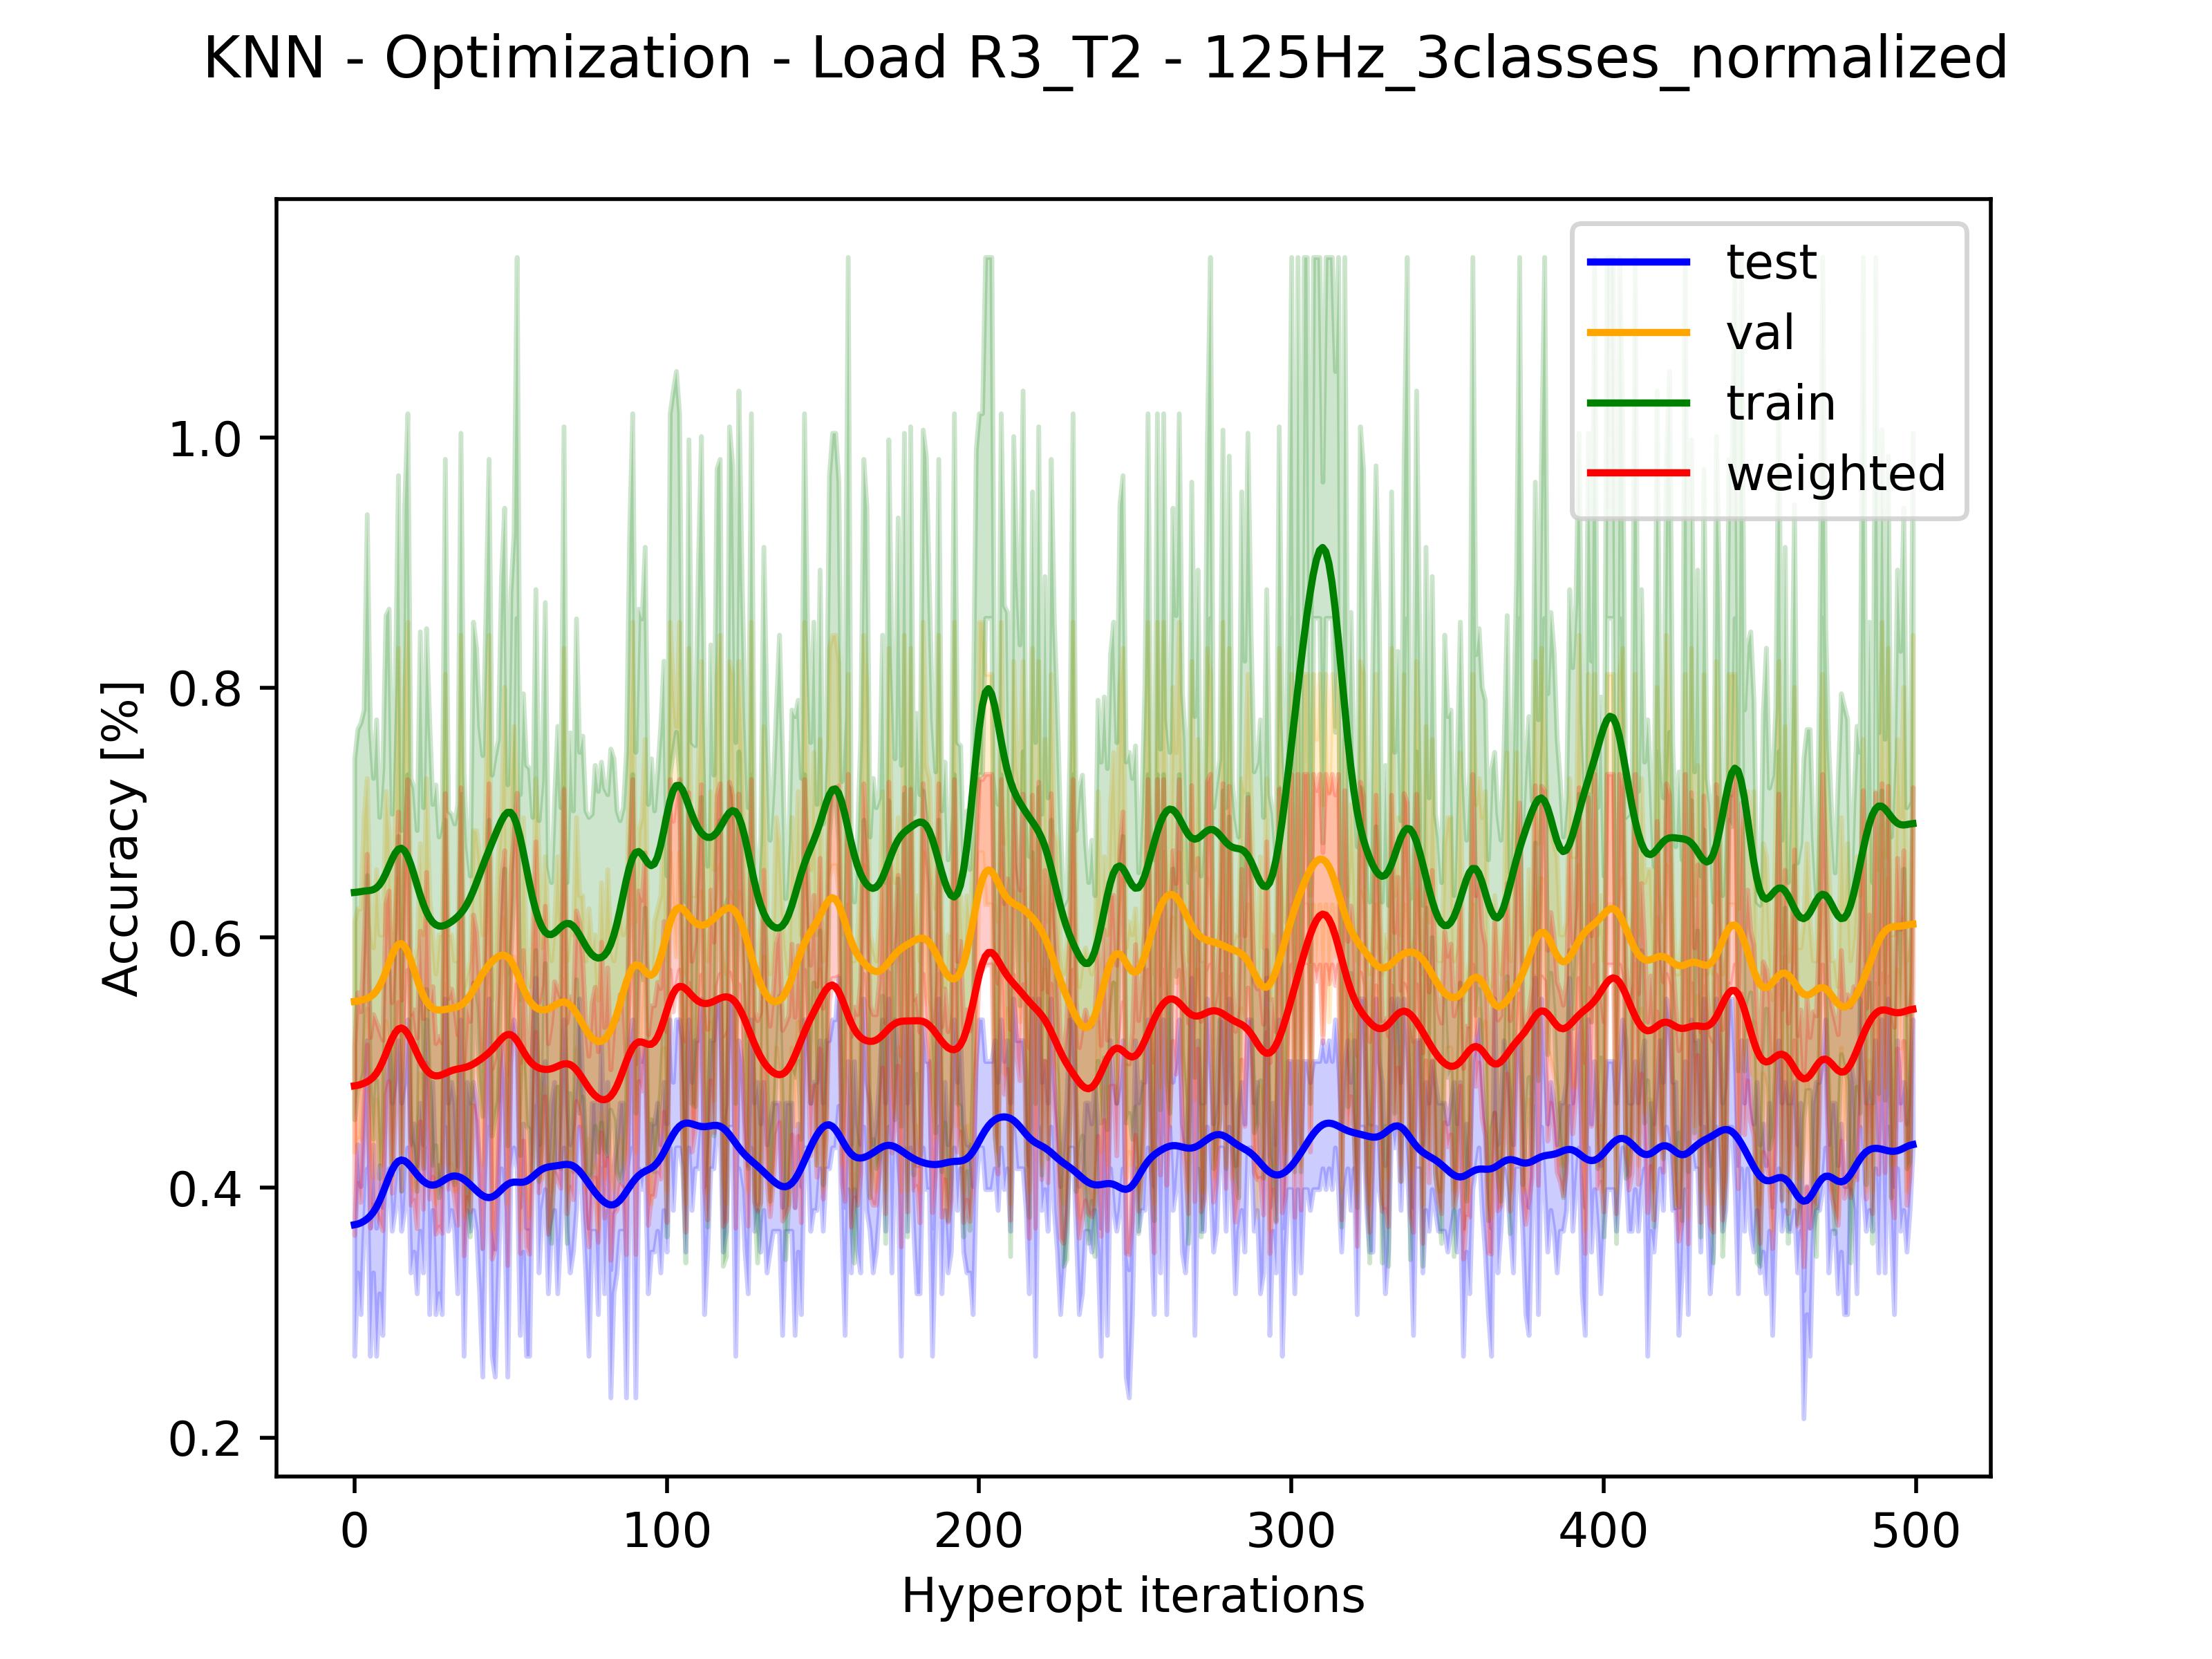 KNN - Optimization - Load R3_T2 - 125Hz_3classes_normalized
test
val
train
weighted
Accuracy [%]
1.0
0.8
0.6
0.4
0.2
0 100 200 300 400 500
Hyperopt iterations